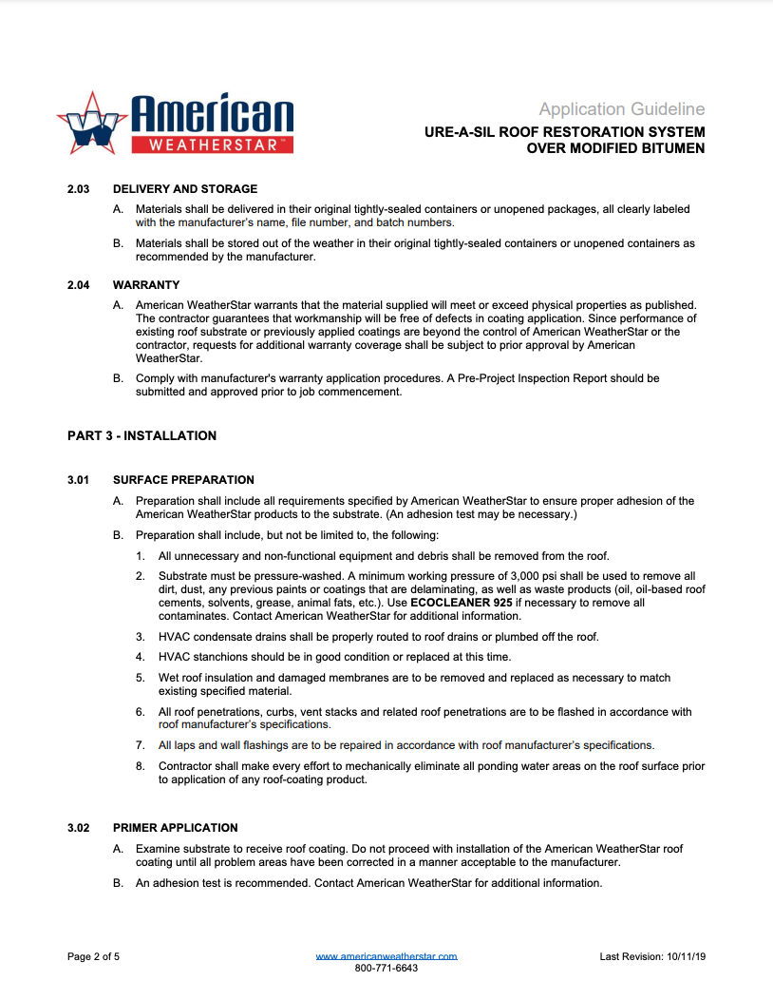 American
WEATHERSTAR™
Application Guideline
URE-A-SIL ROOF RESTORATION SYSTEM
OVER MODIFIED BITUMEN
2.03 DELIVERY AND STORAGE
A. Materials shall be delivered in their original tightly-sealed containers or unopened packages, all clearly labeled
with the manufacturer’s name, file number, and batch numbers.
B. Materials shall be stored out of the weather in their original tightly-sealed containers or unopened containers as
recommended by the manufacturer.
2.04 WARRANTY
A. American WeatherStar warrants that the material supplied will meet or exceed physical properties as published.
The contractor guarantees that workmanship will be free of defects in coating application. Since performance of
existing roof substrate or previously applied coatings are beyond the control of American WeatherStar or the
contractor, requests for additional warranty coverage shall be subject to prior approval by American
WeatherStar.
B. Comply with manufacturer's warranty application procedures. A Pre-Project Inspection Report should be
submitted and approved prior to job commencement.
PART 3 - INSTALLATION
3.01 SURFACE PREPARATION
A. Preparation shall include all requirements specified by American WeatherStar to ensure proper adhesion of the
American WeatherStar products to the substrate. (An adhesion test may be necessary.)
B. Preparation shall include, but not be limited to, the following:
1. All unnecessary and non-functional equipment and debris shall be removed from the roof.
2. Substrate must be pressure-washed. A minimum working pressure of 3,000 psi shall be used to remove all
dirt, dust, any previous paints or coatings that are delaminating, as well as waste products (oil, oil-based roof
cements, solvents, grease, animal fats, etc.). Use ECOCLEANER 925 if necessary to remove all
contaminates. Contact American WeatherStar for additional information.
3. HVAC condensate drains shall be properly routed to roof drains or plumbed off the roof.
4. HVAC stanchions should be in good condition or replaced at this time.
5. Wet roof insulation and damaged membranes are to be removed and replaced as necessary to match
existing specified material.
6. All roof penetrations, curbs, vent stacks and related roof penetrations are to be flashed in accordance with
roof manufacturer’s specifications.
7. All laps and wall flashings are to be repaired in accordance with roof manufacturer’s specifications.
8. Contractor shall make every effort to mechanically eliminate all ponding water areas on the roof surface prior
to application of any roof-coating product.
3.02 PRIMER APPLICATION
A. Examine substrate to receive roof coating. Do not proceed with installation of the American WeatherStar roof
coating until all problem areas have been corrected in a manner acceptable to the manufacturer.
B. An adhesion test is recommended. Contact American WeatherStar for additional information.
Page 2 of 5 www.americanweatherstar.com Last Revision: 10/11/19
800-771-6643